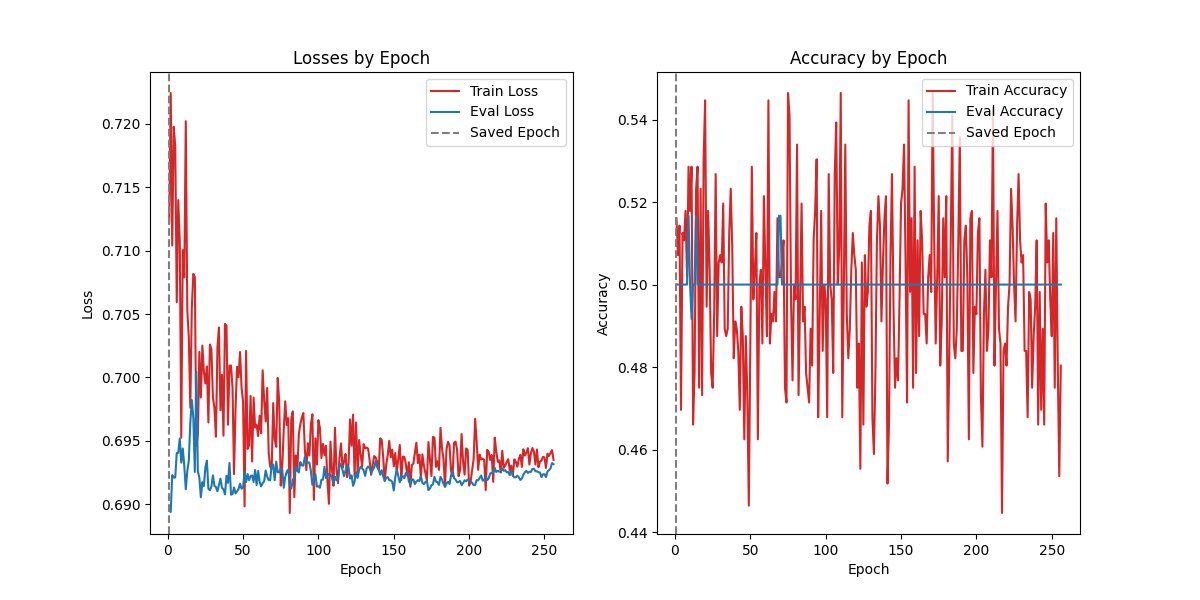 Losses by Epoch
Train Loss
Eval Loss
Saved Epoch
0.720
0.715
0.710
0.705
0.700
0.695
0.690
Loss
0 50 100 150 200 250
Epoch
Accuracy by Epoch
Train Accuracy
Eval Accuracy
Saved Epoch
0.54
0.52
0.50
0.48
0.46
0.44
Accuracy
0 50 100 150 200 250
Epoch